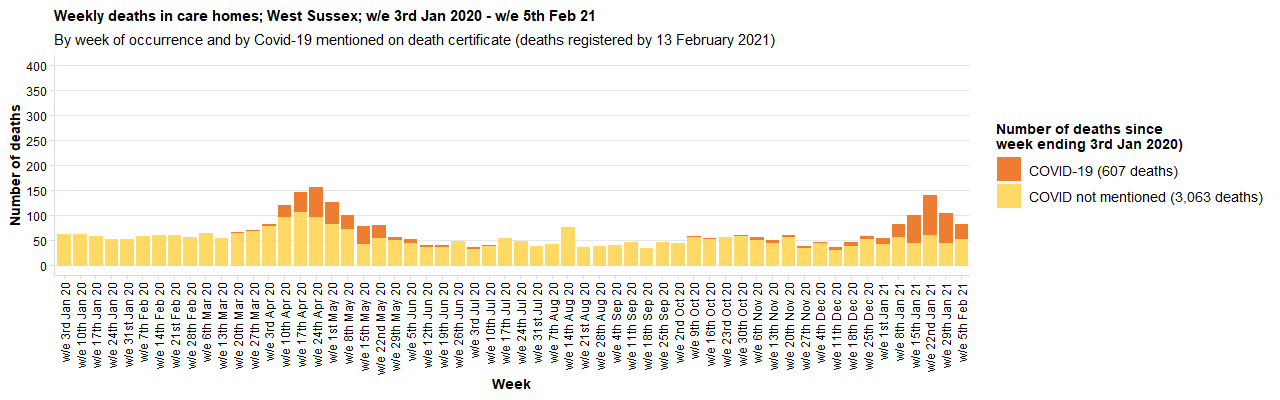 Weekly deaths in care homes; West Sussex; w/e 3rd Jan 2020 - w/e 5th Feb 21
By week of occurrence and by Covid-19 mentioned on death certificate (deaths registered by 13 February 2021)
400
350
300
250
200
150
100
50
0
Number of deaths
w/e 3rd Jan 20
w/e 10th Jan 20
w/e 17th Jan 20
w/e 24th Jan 20
w/e 31st Jan 20
w/e 7th Feb 20
w/e 14th Feb 20
w/e 21st Feb 20
w/e 28th Feb 20
w/e 6th Mar 20
w/e 13th Mar 20
w/e 20th Mar 20
w/e 27th Mar 20
w/e 3rd Apr 20
w/e 10th Apr 20
w/e 17th Apr 20
w/e 24th Apr 20
w/e 1st May 20
w/e 8th May 20
w/e 15th May 20
w/e 22nd May 20
w/e 29th May 20
w/e 5th Jun 20
w/e 12th Jun 20
w/e 19th Jun 20
w/e 26th Jun 20
w/e 3rd Jul 20
w/e 10th Jul 20
w/e 17th Jul 20
w/e 24th Jul 20
w/e 31st Jul 20
w/e 7th Aug 20
w/e 14th Aug 20
w/e 21st Aug 20
w/e 28th Aug 20
w/e 4th Sep 20
w/e 11th Sep 20
w/e 18th Sep 20
w/e 25th Sep 20
w/e 2nd Oct 20
w/e 9th Oct 20
w/e 16th Oct 20
w/e 23rd Oct 20
w/e 30th Oct 20
w/e 6th Nov 20
w/e 13th Nov 20
w/e 20th Nov 20
w/e 27th Nov 20
w/e 4th Dec 20
w/e 11th Dec 20
w/e 18th Dec 20
w/e 25th Dec 20
w/e 1st Jan 21
w/e 8th Jan 21
w/e 15th Jan 21
w/e 22nd Jan 21
w/e 29th Jan 21
w/e 5th Feb 21
Week
Number of deaths since
week ending 3rd Jan 2020)
COVID-19 (607 deaths)
COVID not mentioned (3,063 deaths)